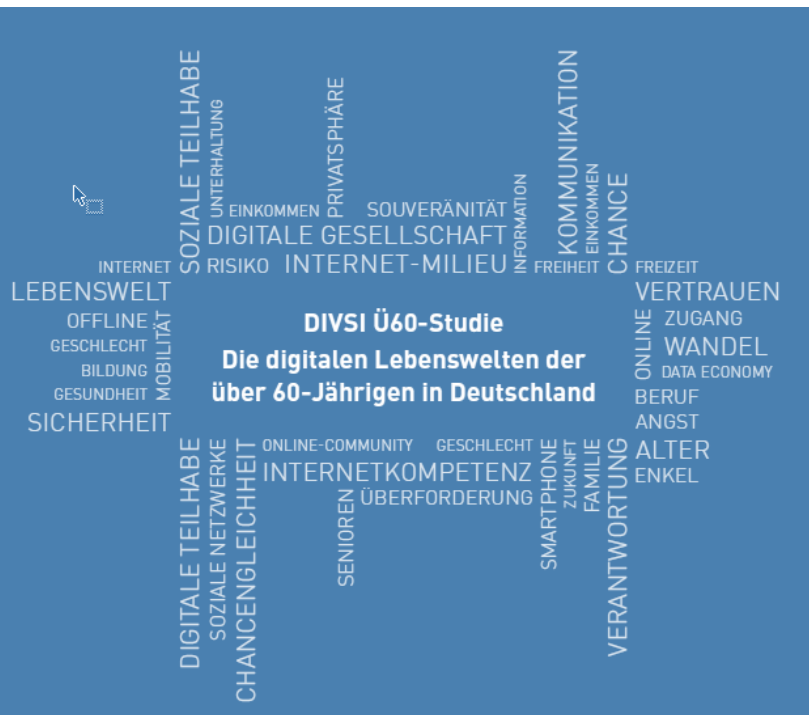 SOZIALE TEILHABE
UNTERHALTUNG
PRIVATSPHÄRE
KOMMUNIKATION
EINKOMMEN
CHANCE
INFORMATION
EINKOMMEN
SOUVERÄNITÄT
DIGITALE GESELLSCHAFT
RISIKO
INTERNET-MILIEU
FREIHEIT
INTERNET
LEBENSWELT
OFFLINE
GESCHLECHT
BILDUNG
GESUNDHEIT
MOBILITÄT
SICHERHEIT
DIVSI Ü60-Studie
Die digitalen Lebenswelten der
über 60-Jährigen in Deutschland
FREIZEIT
VERTRAUEN
ONLINE
ZUGANG
WANDEL
DATA ECONOMY
BERUF
ANGST
ALTER
ENKEL
DIGITALE TEILHABE
SOZIALE NETZWERKE
CHANCENGLEICHHEIT
ONLINE-COMMUNITY
GESCHLECHT
INTERNETKOMPETENZ
SENIOREN
ÜBERFORDERUNG
SMARTPHONE
ZUKUNFT
FAMILIE
VERANTWORTUNG